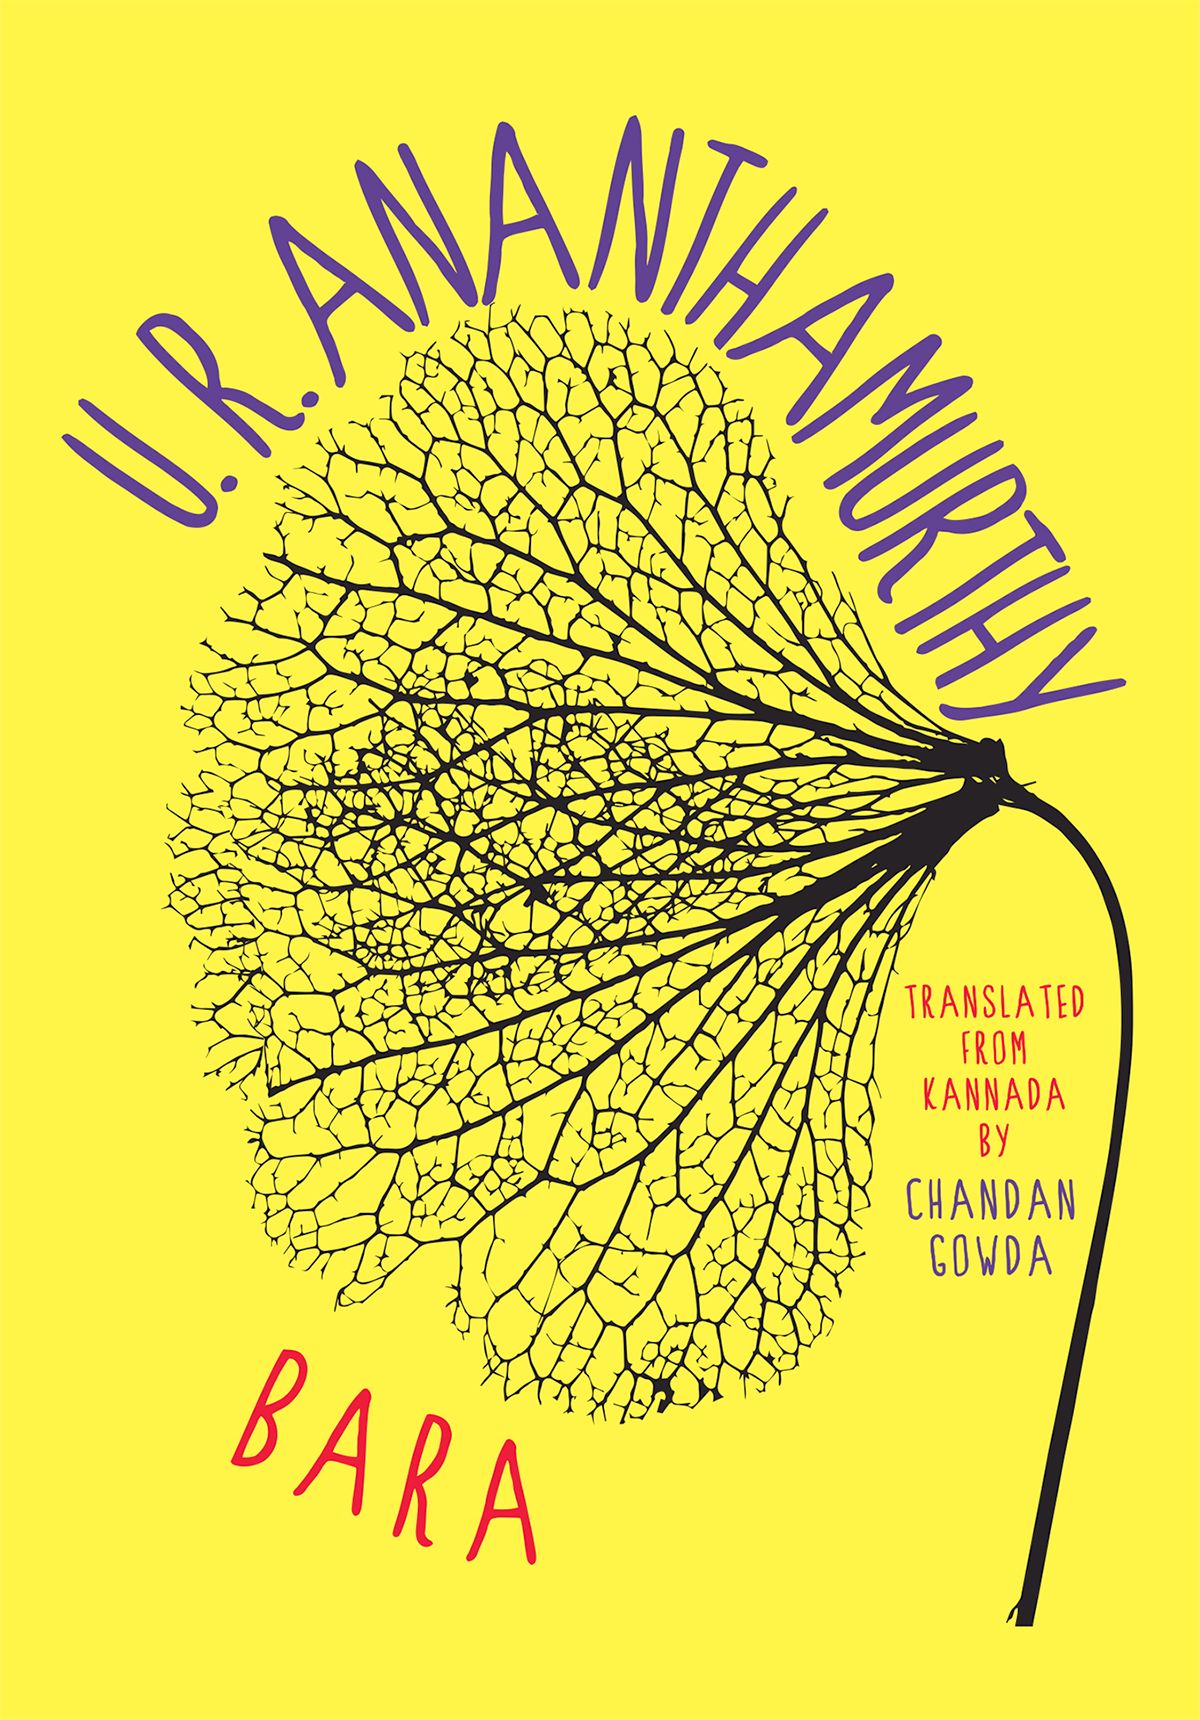 U.R. ANANTHAMURTHY
TRANSLATED
FROM
KANNADA
BY
CHANDAN
GOWDA
BARA